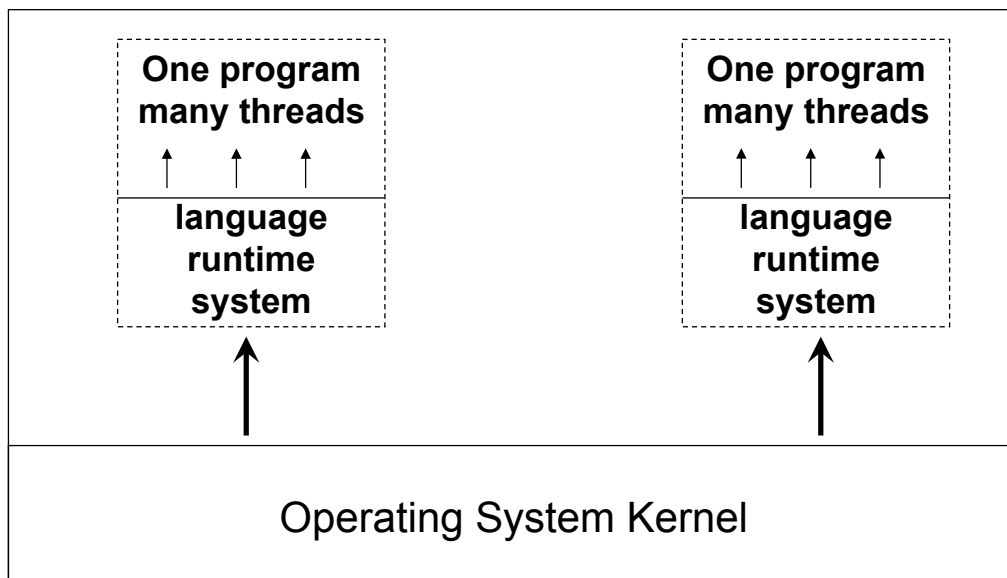 One program
many threads
language
runtime
system
One program
many threads
language
runtime
system
Operating System Kernel